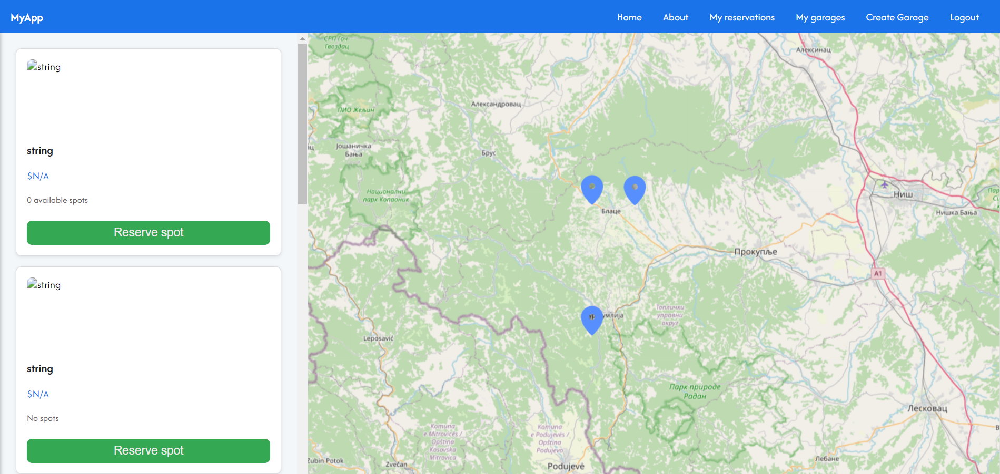 MyApp
Home
About
My reservations
My garages
Create Garage
Logout
string
string
$N/A
0 available spots
Reserve spot
string
string
$N/A
No spots
Reserve spot
СРП Гоч-
Гвоздац
Алексинац
Александровац
ПИО Жељин
Јошаничка
Бања
Брус
Национални
парк Копаоник
Блаце
Ниш
Нишка Бања
Прокупље
A1
Топлички
управни
округ
умлија
Leposavić
Парк природе
Радан
Лесковац
Komuna
e Mitrovicës /
Opština
Kosovska
Mitrovica
Komuna
e Podujevës /
Opština
Podujevo
Zubin Potok
Zvečan
Podujevë
Лебане